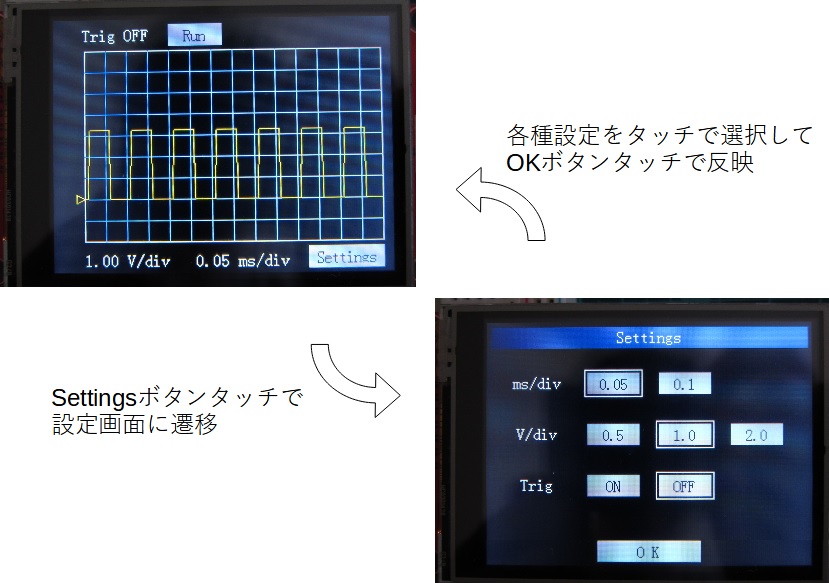 Trig OFF Run
1.00 V/div 0.05 ms/div Settings
各種設定をタッチで選択して
OKボタンタッチで反映
Settingsボタンタッチで
設定画面に遷移
Settings
ms/div 0.05 0.1
V/div 0.5 1.0 2.0
Trig ON OFF
OK